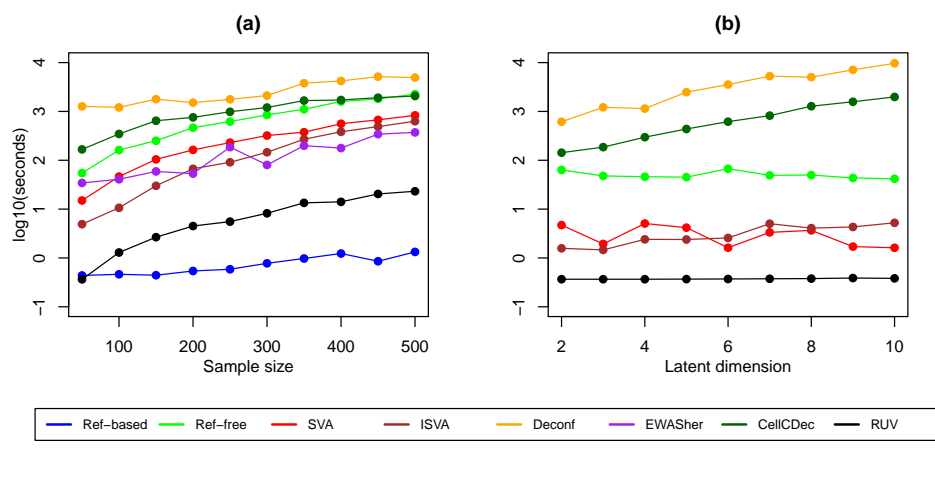 (a)
(b)
log10(seconds)
4
3
2
1
0
−1
100
200
300
400
500
Sample size
4
3
2
1
0
−1
2
4
6
8
10
Latent dimension
Ref−based
Ref−free
SVA
ISVA
Deconf
EWASher
CellCDec
RUV